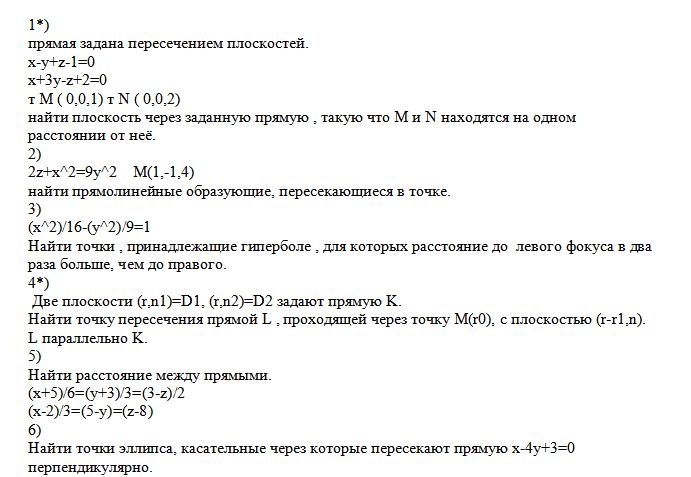 1*)
прямая задана пересечением плоскостей.
x-y+z-1=0
x+3y-z+2=0
т M ( 0,0,1) т N ( 0,0,2)
найти плоскость через заданную прямую , такую что M и N находятся на одном
расстоянии от неё.
2)
2z+x^2=9y^2 M(1,-1,4)
найти прямолинейные образующие, пересекающиеся в точке.
3)
(x^2)/16-(y^2)/9=1
Найти точки , принадлежащие гиперболе , для которых расстояние до левого фокуса в два
раза больше, чем до правого.
4*)
Две плоскости (r,n1)=D1, (r,n2)=D2 задают прямую K.
Найти точку пересечения прямой L , проходящей через точку M(r0), с плоскостью (r-r1,n).
L параллельно K.
5)
Найти расстояние между прямыми.
(x+5)/6=(y+3)/3=(3-z)/2
(x-2)/3=(5-y)=(z-8)
6)
Найти точки эллипса, касательные через которые пересекают прямую x-4y+3=0
перпендикулярно.